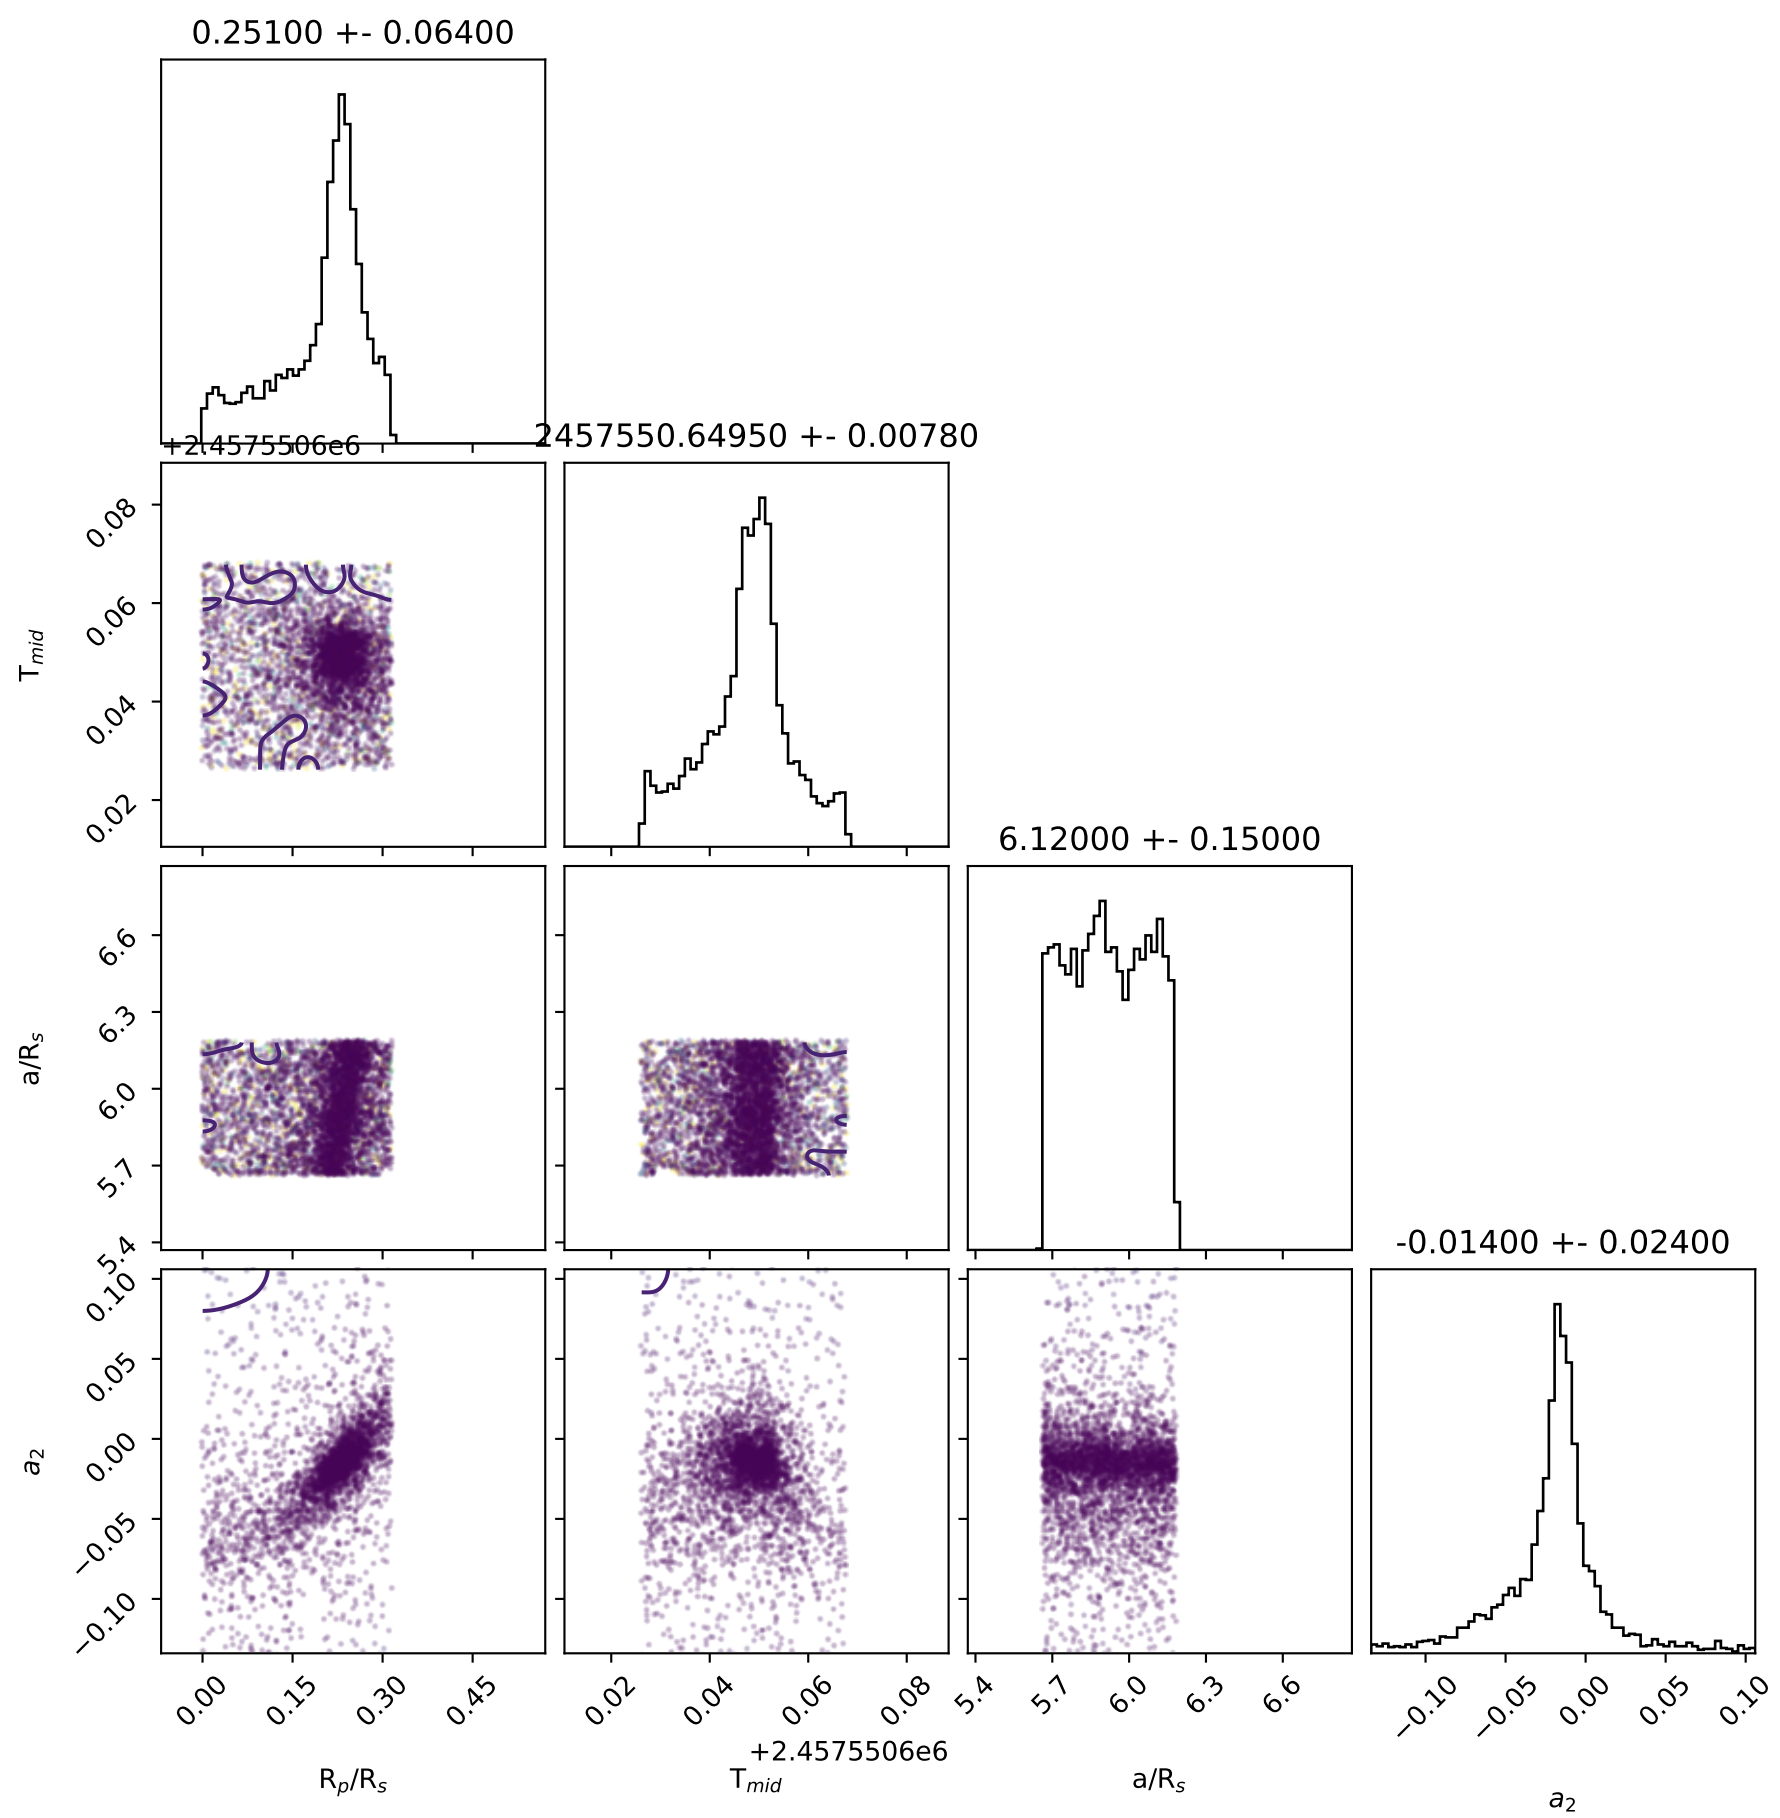 0.25100 +- 0.06400
+2.4575506e6
2457550.64950 +- 0.00780
0.08
0.06
0.04
0.02
T_mid
6.12000 +- 0.15000
6.6
6.3
6.0
5.7
5.4
a/R_s
-0.01400 +- 0.02400
0.10
0.05
0.00
−0.05
−0.10
a_2
0.00 0.15 0.30 0.45 0.02 0.04 0.06 0.08 5.4 5.7 6.0 6.3 6.6 −0.10 −0.05 0.00 0.05 0.10
+2.4575506e6
R_p/R_s T_mid a/R_s a_2